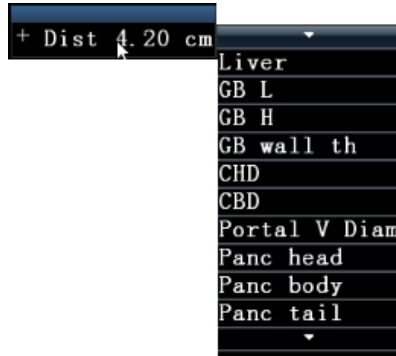 + Dist 4.20 cm
Liver
GB L
GB H
GB wall th
CHD
CBD
Portal V Diam
Panc head
Panc body
Panc tail